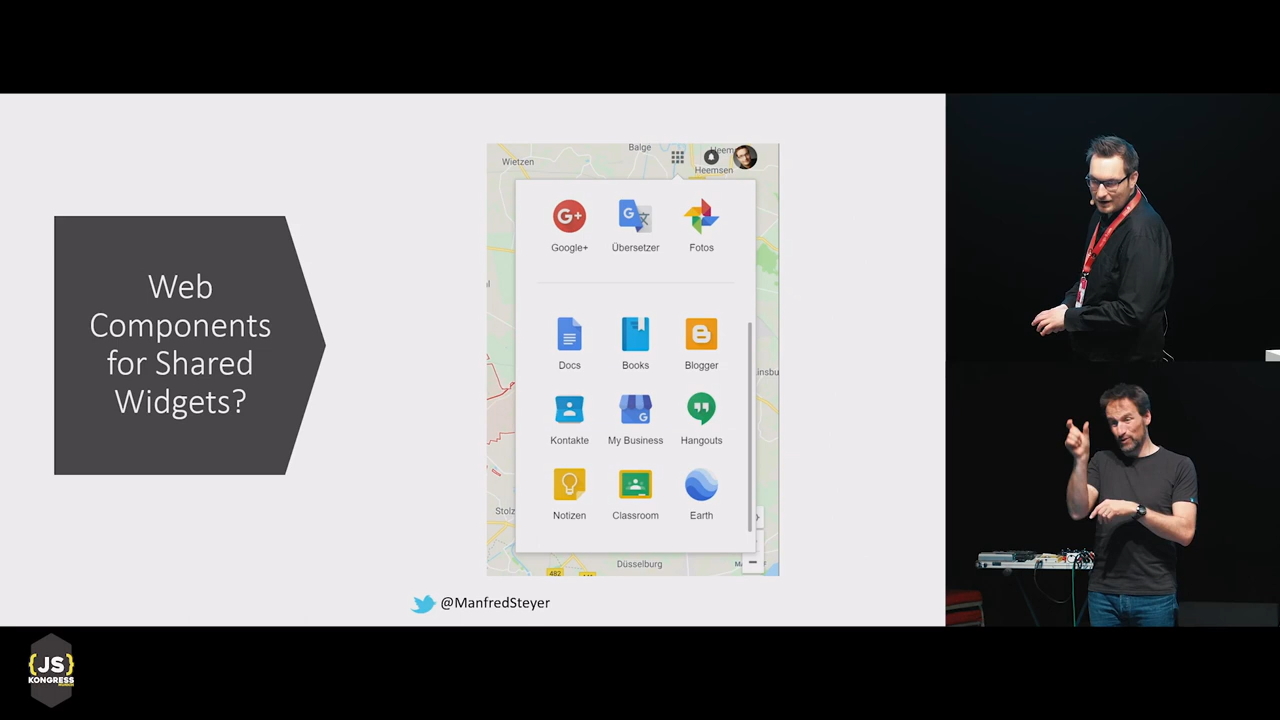 Web
Components
for Shared
Widgets?
Wietzen
Balge
Heemsen
G+
Google+
G
Übersetzer
Fotos
Docs
Books
Blogger
Kontakte
G
My Business
Hangouts
Notizen
Classroom
Earth
Düsselburg
482
@ManfredSteyer
{JS}
KONGRESS